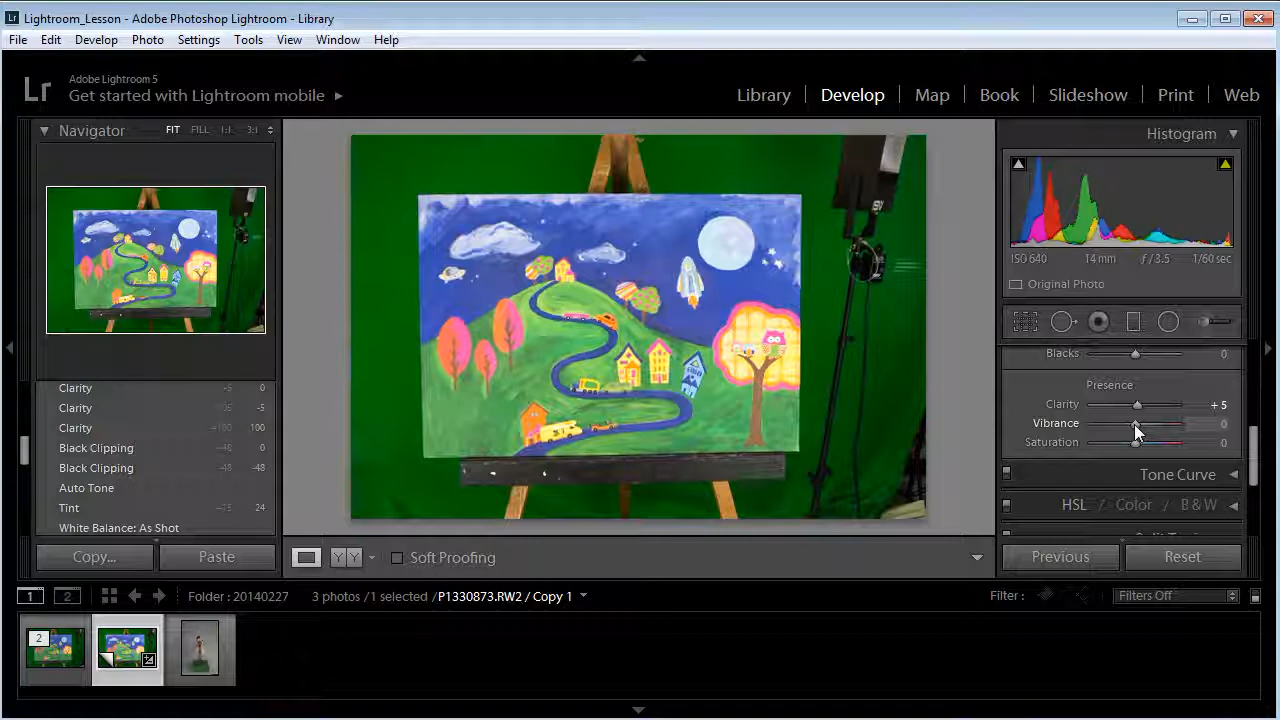 Lr Lightroom_Lesson - Adobe Photoshop Lightroom - Library
File Edit Develop Photo Settings Tools View Window Help
Lr Adobe Lightroom 5
Get started with Lightroom mobile
Library Develop Map Book Slideshow Print Web
Navigator FIT FILL 1:1 3:1
Histogram
ISO 640 14 mm ƒ / 3.5 1/60 sec
Original Photo
Blacks 0
Presence
Clarity + 5
Vibrance 0
Saturation 0
Tone Curve
HSL / Color / B & W
Clarity -5 0
Clarity -5
Clarity 100
Black Clipping
Black Clipping -48 -48
Auto Tone
Tint 24
White Balance: As Shot
Copy... Paste
Soft Proofing
Previous Reset
1 2 Folder : 20140227 3 photos / 1 selected / P1330873.RW2 / Copy 1
Filter : Filters Off
2